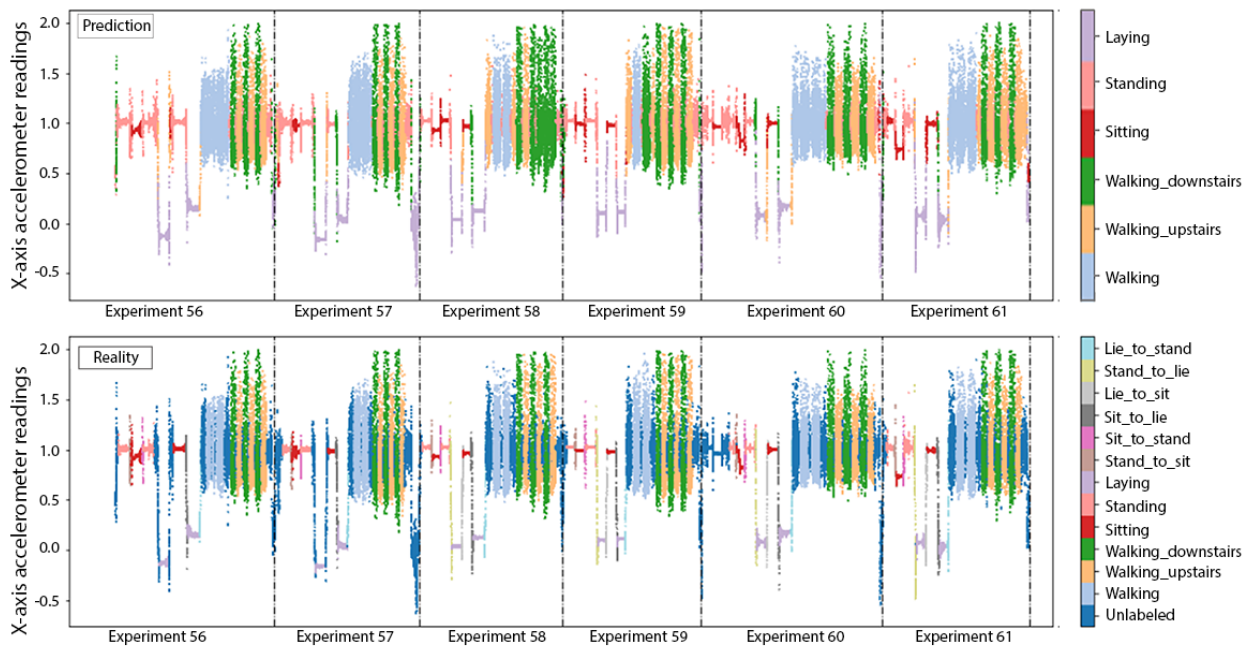 Prediction
X-axis accelerometer readings
2.0
1.5
1.0
0.5
0.0
-0.5
Experiment 56 Experiment 57 Experiment 58 Experiment 59 Experiment 60 Experiment 61
Laying
Standing
Sitting
Walking_downstairs
Walking_upstairs
Walking
Reality
X-axis accelerometer readings
2.0
1.5
1.0
0.5
0.0
-0.5
Experiment 56 Experiment 57 Experiment 58 Experiment 59 Experiment 60 Experiment 61
Lie_to_stand
Stand_to_lie
Lie_to_sit
Sit_to_lie
Sit_to_stand
Stand_to_sit
Laying
Standing
Sitting
Walking_downstairs
Walking_upstairs
Walking
Unlabeled